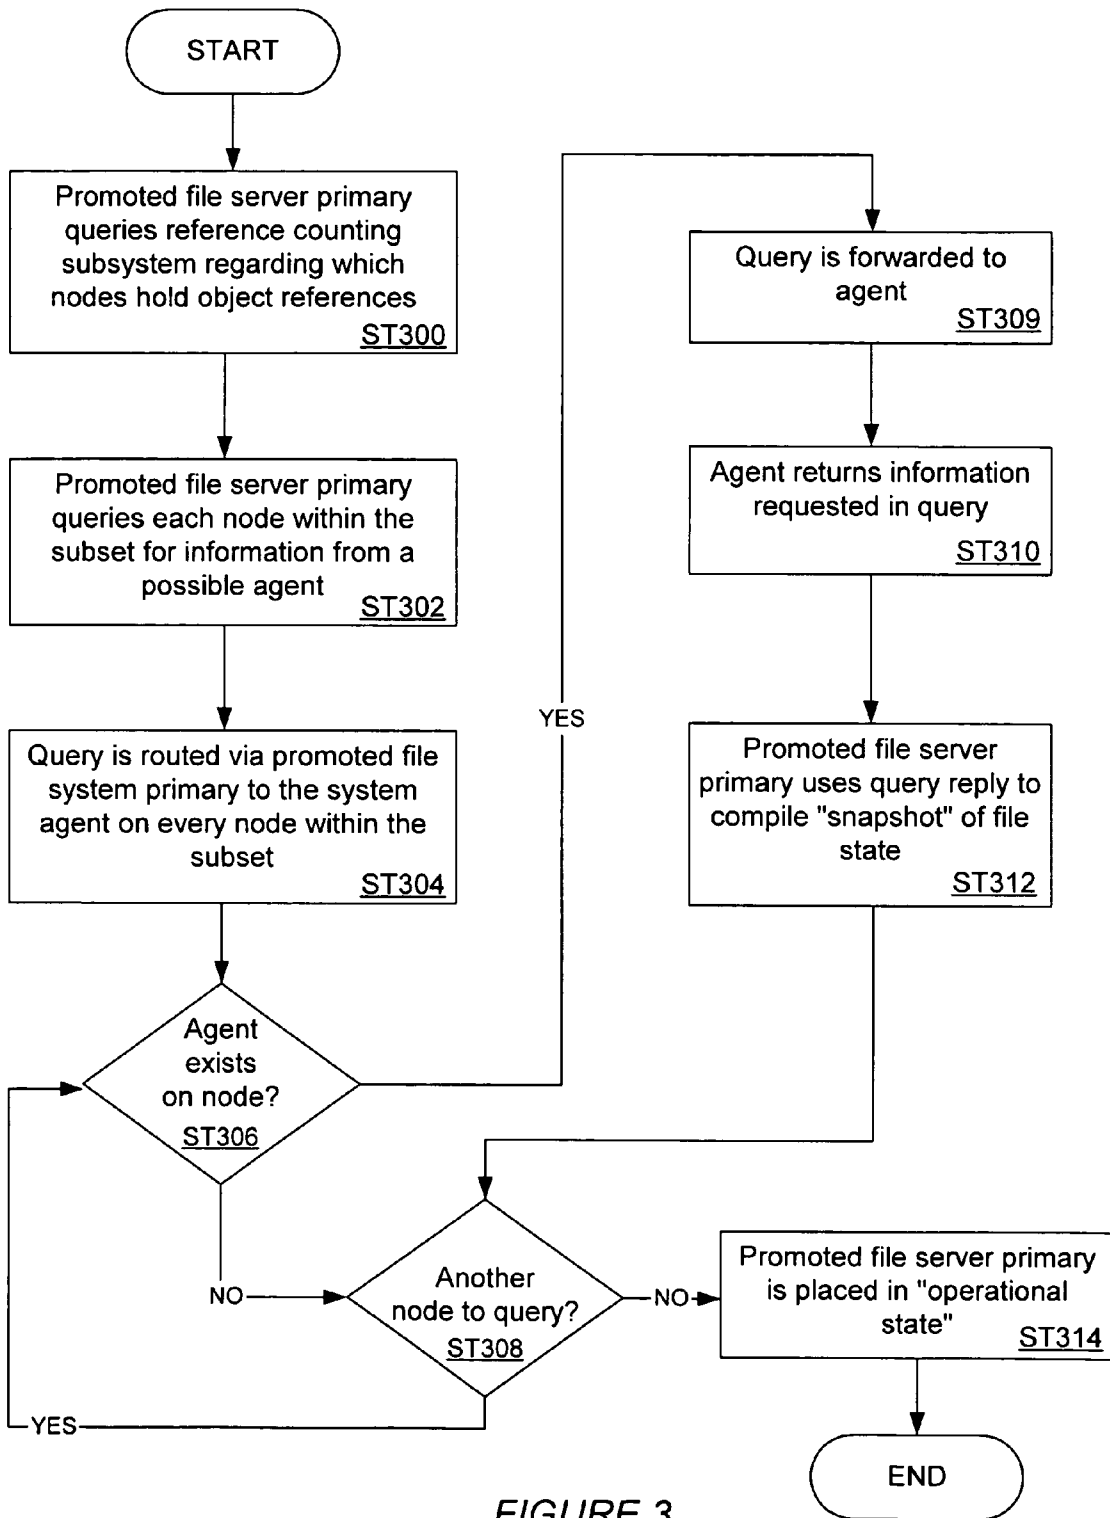 START
Promoted file server primary
queries reference counting
subsystem regarding which
nodes hold object references
ST300
Promoted file server primary
queries each node within the
subset for information from a
possible agent
ST302
Query is routed via promoted file
system primary to the system
agent on every node within the
subset
ST304
Agent
exists
on node?
ST306
NO
YES
Query is forwarded to
agent
ST309
Agent returns information
requested in query
ST310
Promoted file server
primary uses query reply to
compile "snapshot" of file
state
ST312
Another
node to query?
ST308
YES
NO
Promoted file server primary
is placed in "operational
state"
ST314
END
FIGURE 3